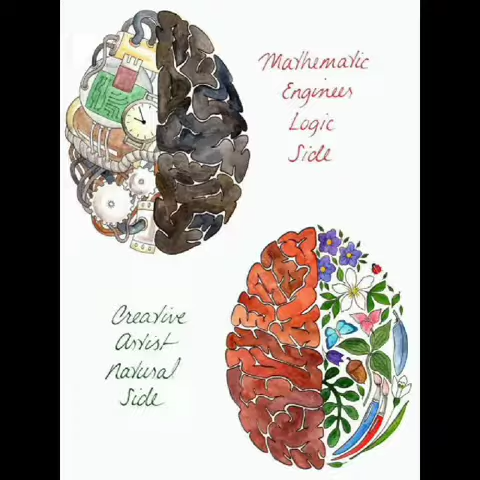 Mathematic
Engineer
Logic
Side
Creative
Artist
Natural
Side